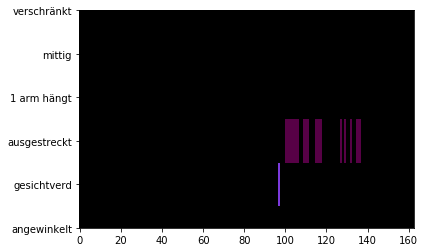 verschränkt
mittig
1 arm hängt
ausgestreckt
gesichtverd
angewinkelt
0 20 40 60 80 100 120 140 160